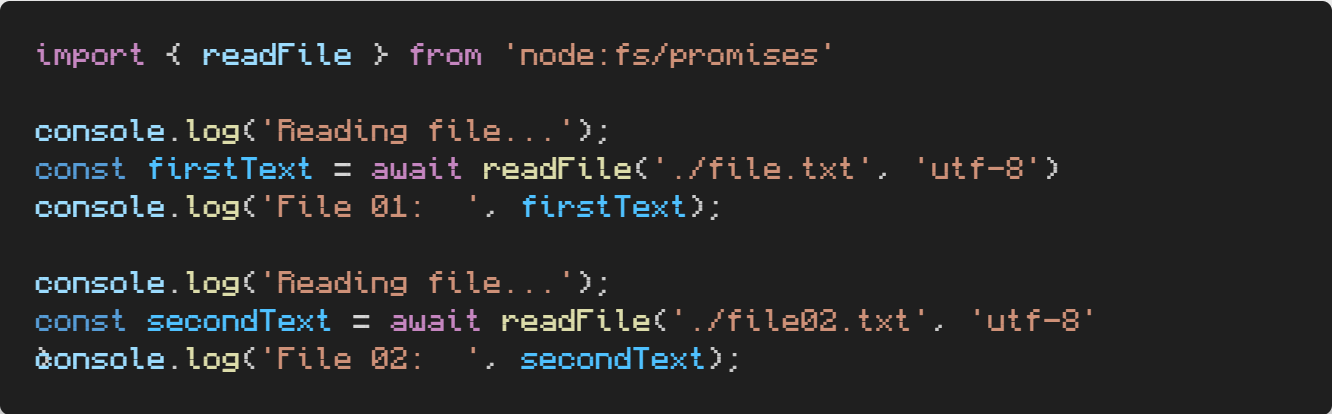 import { readFile } from 'node:fs/promises'
console.log('Reading file...');
const firstText = await readFile('./file.txt', 'utf-8')
console.log('File 01:  ', firstText);
console.log('Reading file...');
const secondText = await readFile('./file02.txt', 'utf-8'
)
console.log('File 02:  ', secondText);